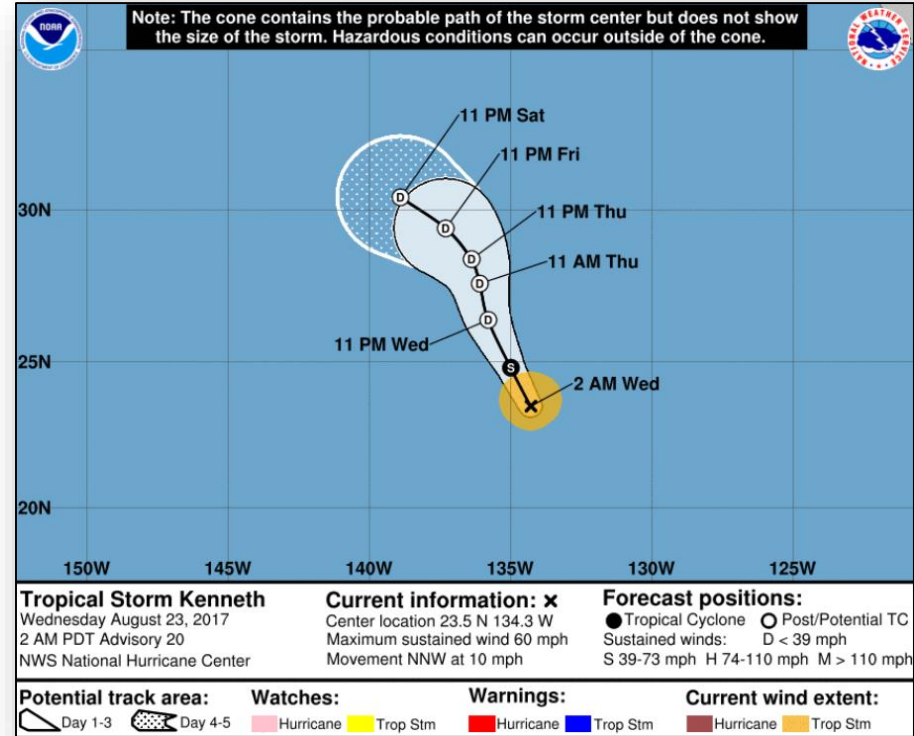 Note: The cone contains the probable path of the storm center but does not show
the size of the storm. Hazardous conditions can occur outside of the cone.
NOAA
NATIONAL WEATHER SERVICE
11 PM Sat
11 PM Fri
11 PM Thu
11 AM Thu
11 PM Wed
2 AM Wed
D
D
D
D
D
S
30N
25N
20N
150W 145W 140W 135W 130W 125W
Tropical Storm Kenneth
Wednesday August 23, 2017
2 AM PDT Advisory 20
NWS National Hurricane Center
Current information: ×
Center location 23.5 N 134.3 W
Maximum sustained wind 60 mph
Movement NNW at 10 mph
Forecast positions:
Tropical Cyclone Post/Potential TC
Sustained winds: D < 39 mph
S 39-73 mph H 74-110 mph M > 110 mph
Potential track area:
Day 1-3 Day 4-5
Watches:
Hurricane Trop Stm
Warnings:
Hurricane Trop Stm
Current wind extent:
Hurricane Trop Stm